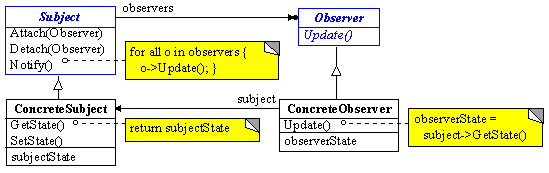 Subject
observers
Observer
Attach(Observer)
Detach(Observer)
Notify()
Update()
for all o in observers {
o->Update(); }
ConcreteSubject
subject
ConcreteObserver
GetState()
SetState()
subjectState
return subjectState
Update()
observerState
observerState =
subject->GetState()